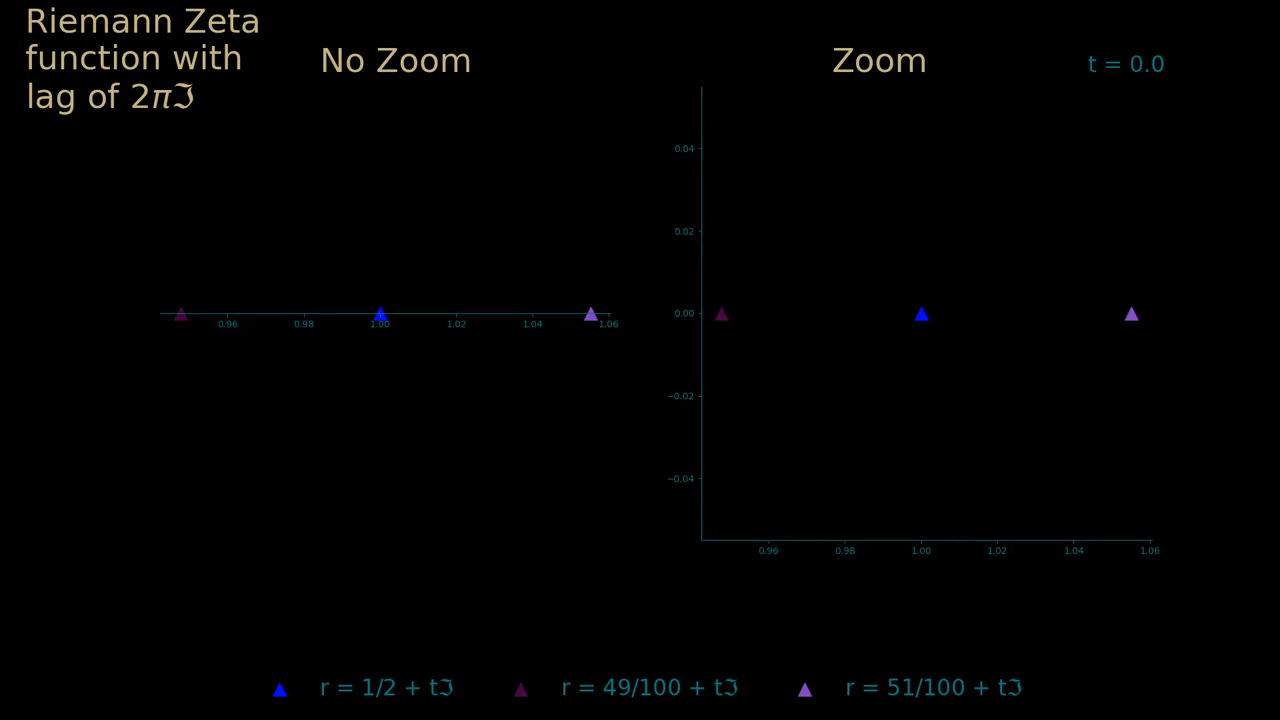 Riemann Zeta
function with
lag of 2πℑ
No Zoom
Zoom
t = 0.0
0.96
0.98
1.00
1.02
1.04
1.06
0.04
0.02
0.00
−0.02
−0.04
0.96
0.98
1.00
1.02
1.04
1.06
r = 1/2 + tℑ
r = 49/100 + tℑ
r = 51/100 + tℑ